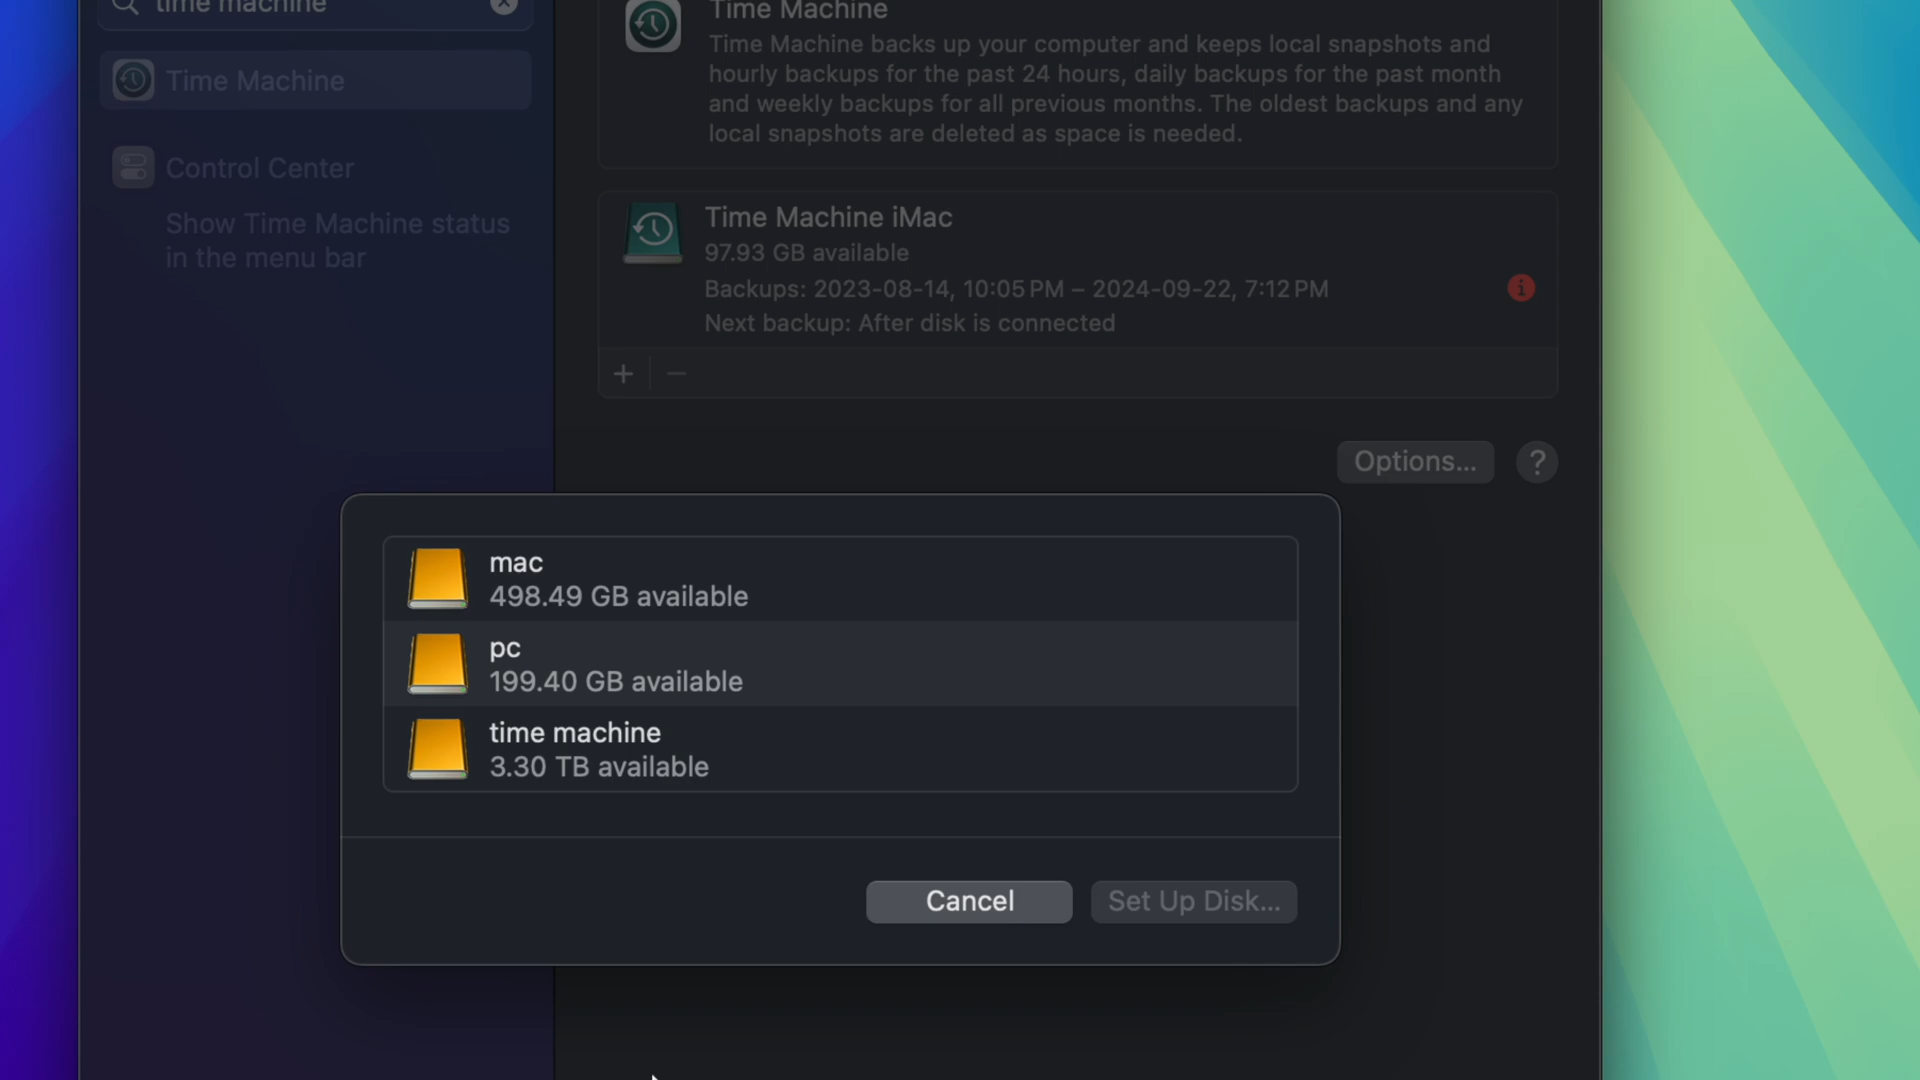 time machine
Time Machine
Control Center
Show Time Machine status
in the menu bar
Time Machine
Time Machine backs up your computer and keeps local snapshots and
hourly backups for the past 24 hours, daily backups for the past month
and weekly backups for all previous months. The oldest backups and any
local snapshots are deleted as space is needed.
Time Machine iMac
97.93 GB available
Backups: 2023-08-14, 10:05 PM – 2024-09-22, 7:12 PM
Next backup: After disk is connected
Options...
?
mac
498.49 GB available
pc
199.40 GB available
time machine
3.30 TB available
Cancel
Set Up Disk...